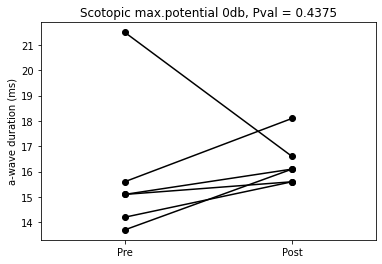 Scotopic max.potential 0db, Pval = 0.4375
a-wave duration (ms)
21
20
19
18
17
16
15
14
Pre
Post